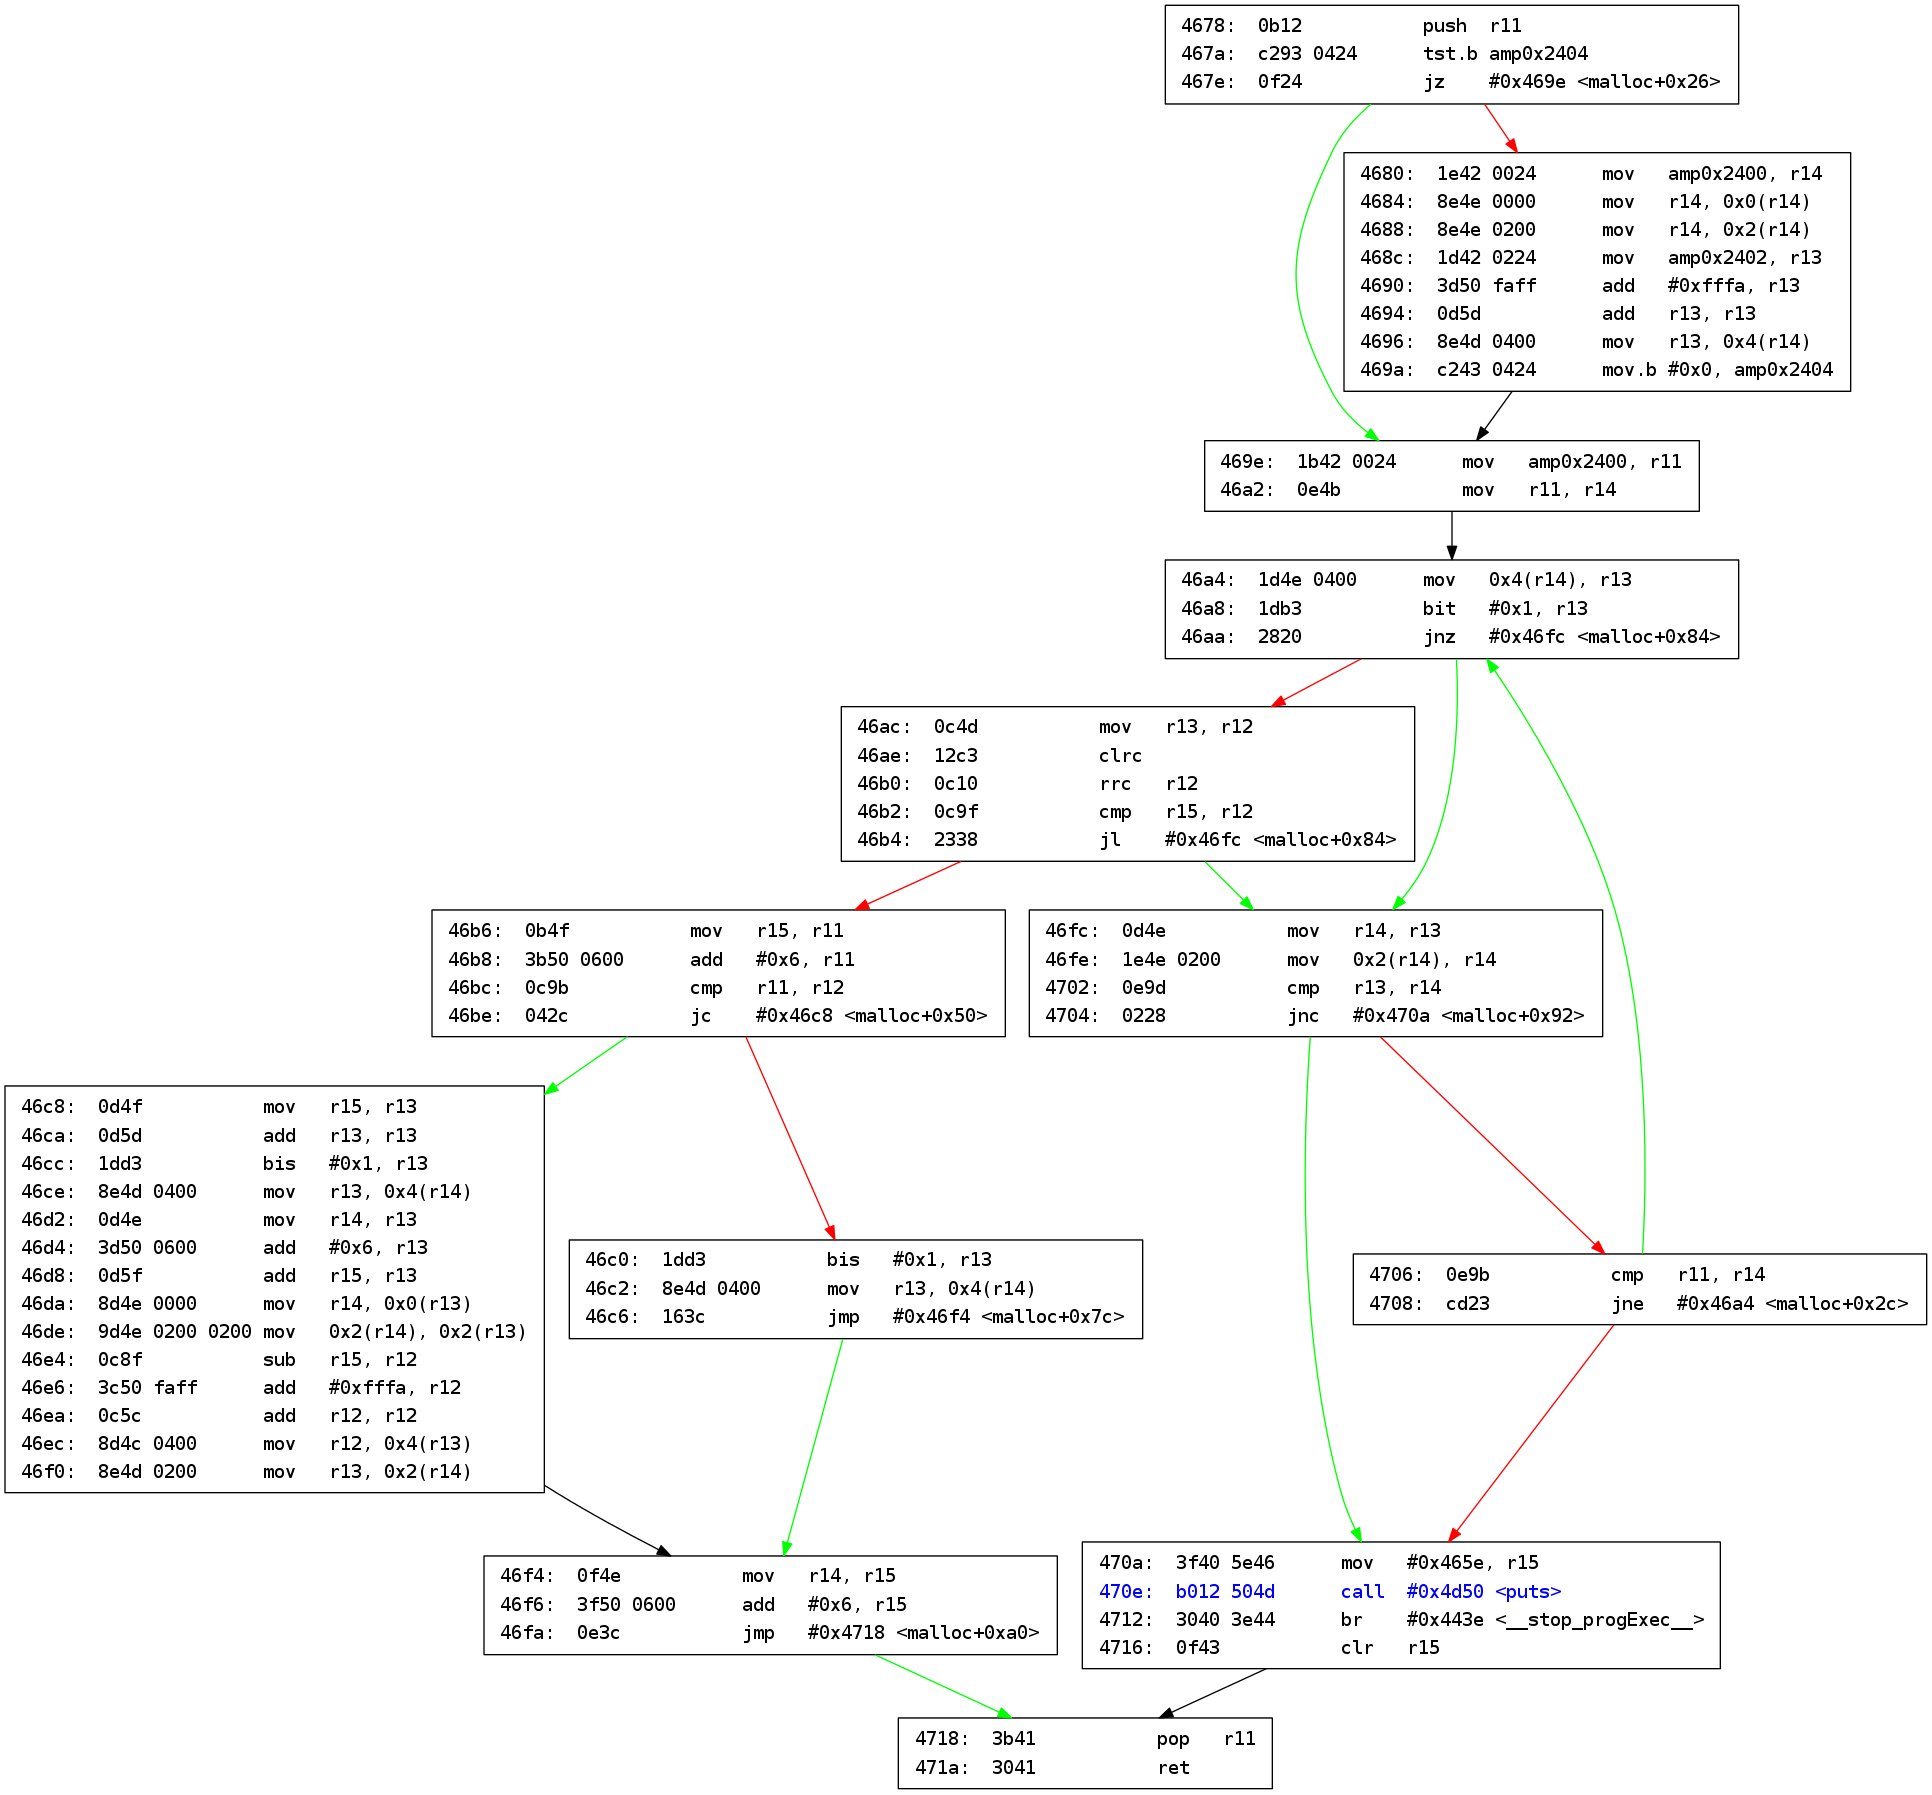 4678:  0b12           push  r11
467a:  c293 0424      tst.b amp0x2404
467e:  0f24           jz    #0x469e <malloc+0x26>
4680:  1e42 0024      mov   amp0x2400, r14
4684:  8e4e 0000      mov   r14, 0x0(r14)
4688:  8e4e 0200      mov   r14, 0x2(r14)
468c:  1d42 0224      mov   amp0x2402, r13
4690:  3d50 faff      add   #0xfffa, r13
4694:  0d5d           add   r13, r13
4696:  8e4d 0400      mov   r13, 0x4(r14)
469a:  c243 0424      mov.b #0x0, amp0x2404
469e:  1b42 0024      mov   amp0x2400, r11
46a2:  0e4b           mov   r11, r14
46a4:  1d4e 0400      mov   0x4(r14), r13
46a8:  1db3           bit   #0x1, r13
46aa:  2820           jnz   #0x46fc <malloc+0x84>
46ac:  0c4d           mov   r13, r12
46ae:  12c3           clrc
46b0:  0c10           rrc   r12
46b2:  0c9f           cmp   r15, r12
46b4:  2338           jl    #0x46fc <malloc+0x84>
46b6:  0b4f           mov   r15, r11
46b8:  3b50 0600      add   #0x6, r11
46bc:  0c9b           cmp   r11, r12
46be:  042c           jc    #0x46c8 <malloc+0x50>
46fc:  0d4e           mov   r14, r13
46fe:  1e4e 0200      mov   0x2(r14), r14
4702:  0e9d           cmp   r13, r14
4704:  0228           jnc   #0x470a <malloc+0x92>
46c8:  0d4f           mov   r15, r13
46ca:  0d5d           add   r13, r13
46cc:  1dd3           bis   #0x1, r13
46ce:  8e4d 0400      mov   r13, 0x4(r14)
46d2:  0d4e           mov   r14, r13
46d4:  3d50 0600      add   #0x6, r13
46d8:  0d5f           add   r15, r13
46da:  8d4e 0000      mov   r14, 0x0(r13)
46de:  9d4e 0200 0200 mov   0x2(r14), 0x2(r13)
46e4:  0c8f           sub   r15, r12
46e6:  3c50 faff      add   #0xfffa, r12
46ea:  0c5c           add   r12, r12
46ec:  8d4c 0400      mov   r12, 0x4(r13)
46f0:  8e4d 0200      mov   r13, 0x2(r14)
46c0:  1dd3           bis   #0x1, r13
46c2:  8e4d 0400      mov   r13, 0x4(r14)
46c6:  163c           jmp   #0x46f4 <malloc+0x7c>
4706:  0e9b           cmp   r11, r14
4708:  cd23           jne   #0x46a4 <malloc+0x2c>
46f4:  0f4e           mov   r14, r15
46f6:  3f50 0600      add   #0x6, r15
46fa:  0e3c           jmp   #0x4718 <malloc+0xa0>
470a:  3f40 5e46      mov   #0x465e, r15
470e:  b012 504d      call  #0x4d50 <puts>
4712:  3040 3e44      br    #0x443e <__stop_progExec__>
4716:  0f43           clr   r15
4718:  3b41           pop   r11
471a:  3041           ret